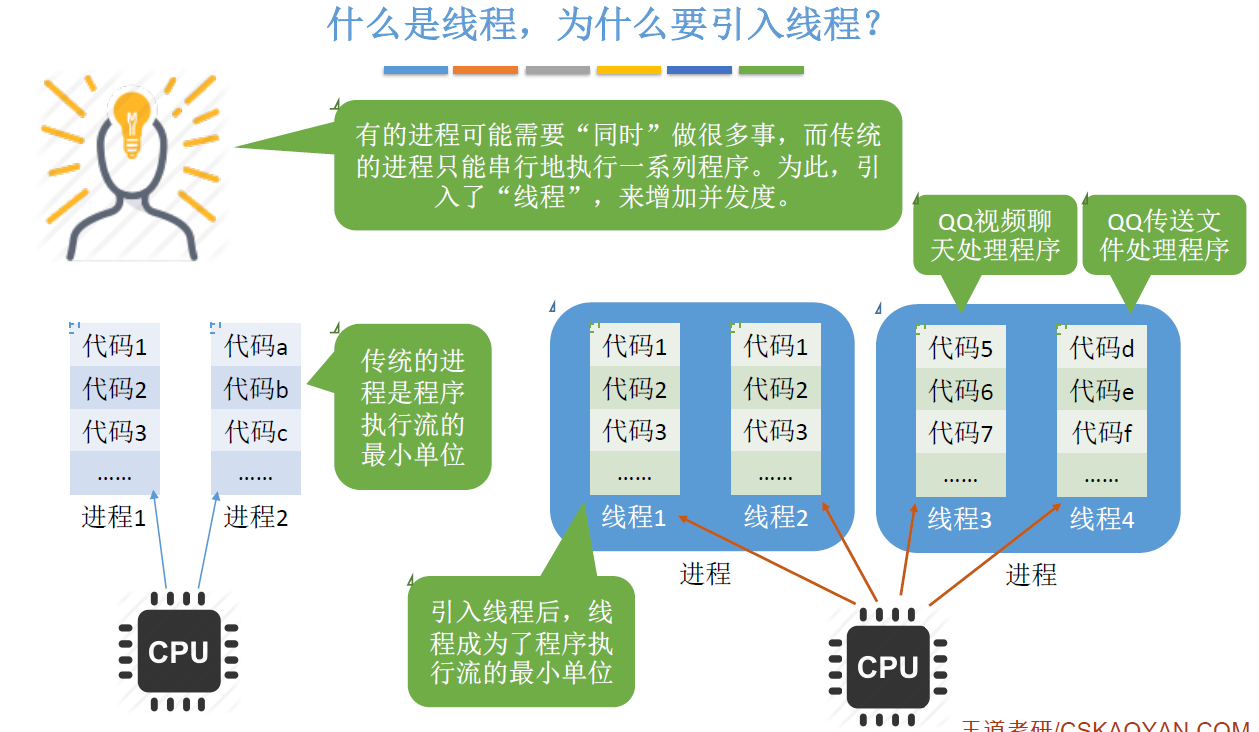 什么是线程，为什么要引入线程？
有的进程可能需要“同时”做很多事，而传统
的进程只能串行地执行一系列程序。为此，引
入了“线程”，来增加并发度。
QQ视频聊
天处理程序
QQ传送文
件处理程序
代码1
代码2
代码3
……
进程1
代码a
代码b
代码c
……
进程2
传统的进
程是程序
执行流的
最小单位
CPU
代码1
代码2
代码3
……
线程1
代码1
代码2
代码3
……
线程2
进程
代码5
代码6
代码7
……
线程3
代码d
代码e
代码f
……
线程4
进程
引入线程后，线
程成为了程序执
行流的最小单位
CPU
王道考研/CSKAOYAN.COM